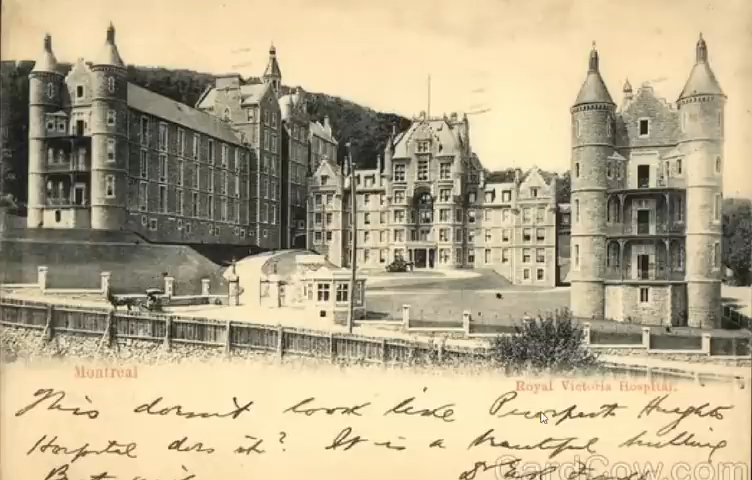 Montreal
Royal Victoria Hospital.
This doesn't look like Prospect Heights
Hospital does it? It is a beautiful building
But
CardCow.com